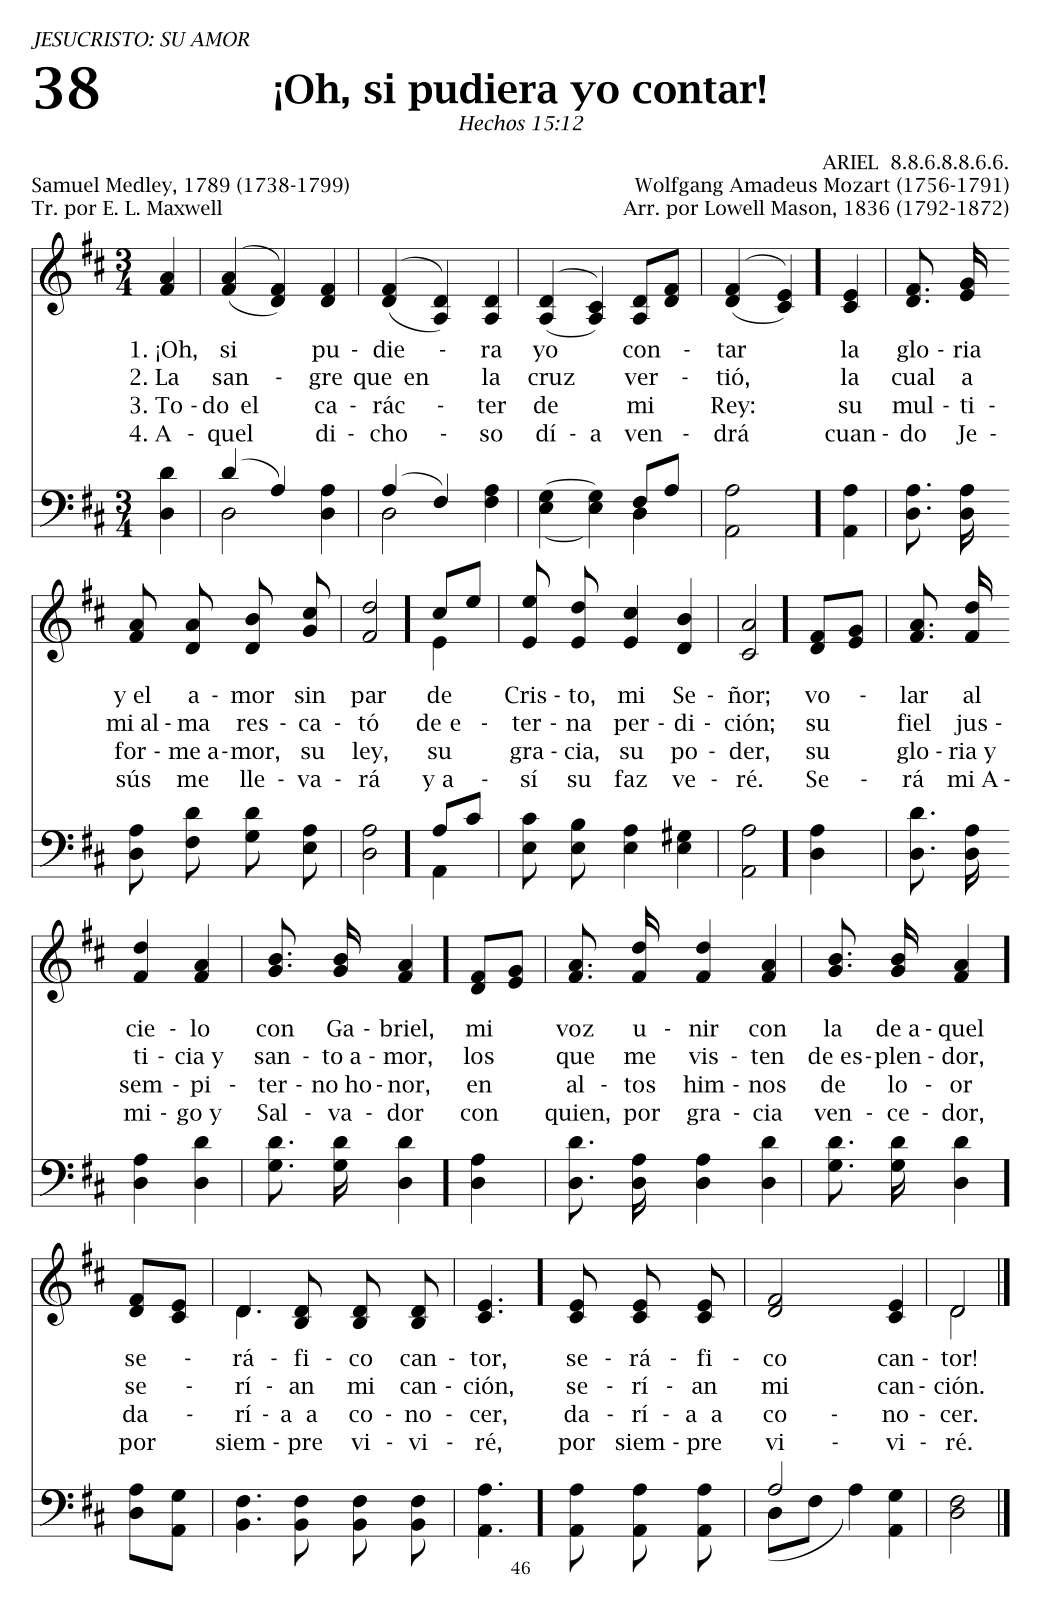 JESUCRISTO: SU AMOR
38
¡Oh, si pudiera yo contar!
Hechos 15:12
ARIEL 8.8.6.8.8.6.6.
Samuel Medley, 1789 (1738-1799)
Wolfgang Amadeus Mozart (1756-1791)
Tr. por E. L. Maxwell
Arr. por Lowell Mason, 1836 (1792-1872)
3
4
1. ¡Oh, si pu - die - ra yo con - tar la glo - ria
2. La san - gre que en la cruz ver - tió, la cual a
3. To - do el ca - rác - ter de mi Rey: su mul - ti -
4. A - quel di - cho - so dí - a ven - drá cuan - do Je -
3
4
y el a - mor sin par de Cris - to, mi Se - ñor; vo - lar al
mi al - ma res - ca - tó de e - ter - na per - di - ción; su fiel jus -
for - me a - mor, su ley, su gra - cia, su po - der, su glo - ria y
sús me lle - va - rá y a - sí su faz ve - ré. Se - rá mi A -
cie - lo con Ga - briel, mi voz u - nir con la de a - quel
ti - cia y san - to a - mor, los que me vis - ten de es - plen - dor,
sem - pi - ter - no ho - nor, en al - tos him - nos de lo - or
mi - go y Sal - va - dor con quien, por gra - cia ven - ce - dor,
se - rá - fi - co can - tor, se - rá - fi - co can - tor!
se - rí - an mi can - ción, se - rí - an mi can - ción.
da - rí - a a co - no - cer, da - rí - a a co - no - cer.
por siem - pre vi - vi - ré, por siem - pre vi - vi - ré.
46